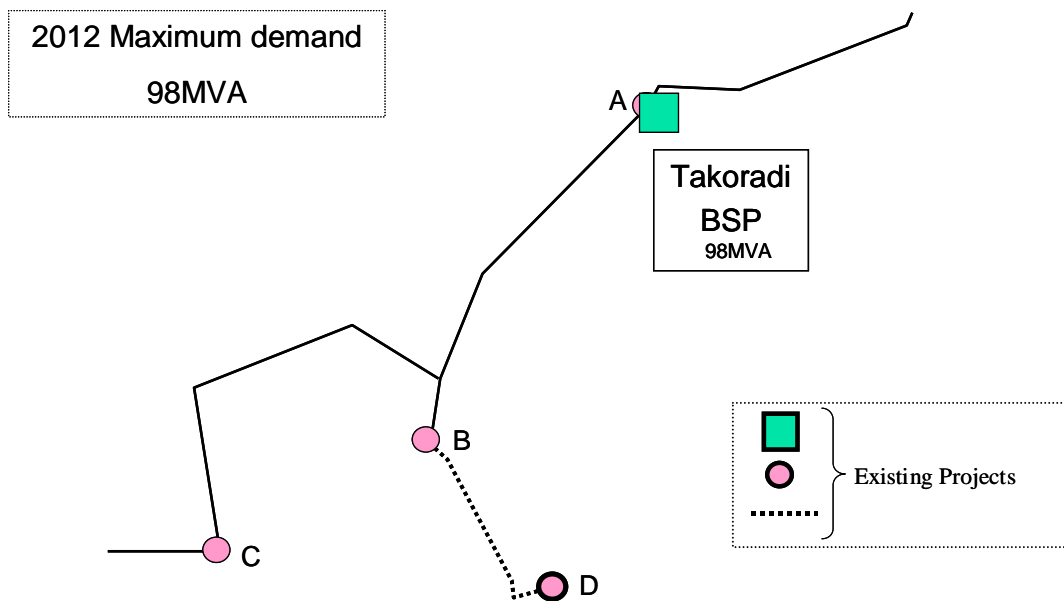 2012 Maximum demand
98MVA
A
Takoradi
BSP
98MVA
B
Existing Projects
C
D